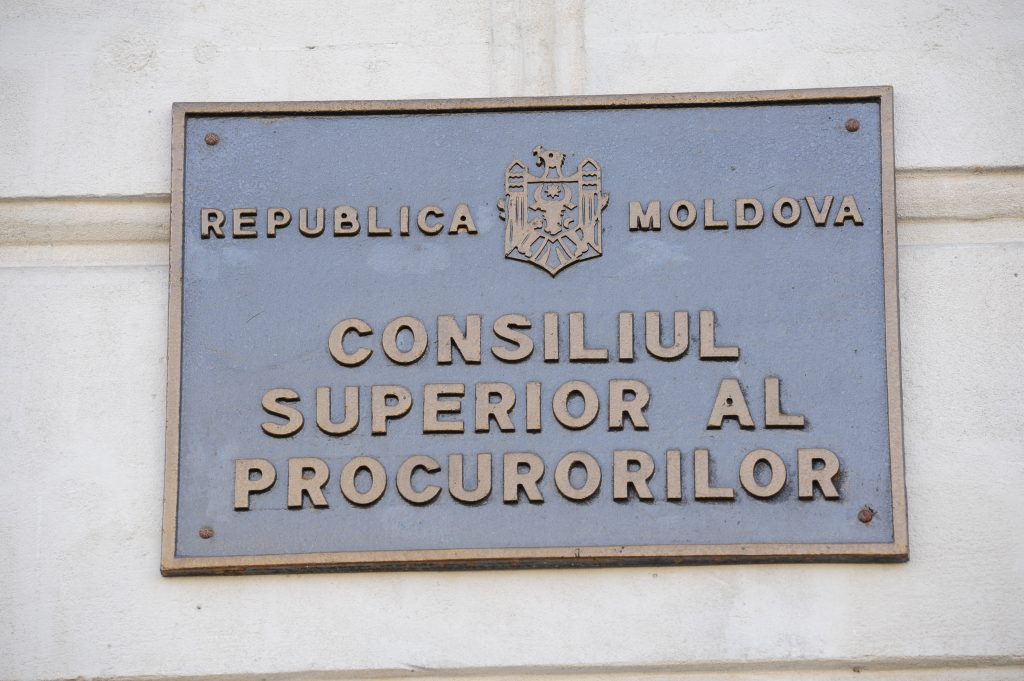 REPUBLICA MOLDOVA
CONSILIUL
SUPERIOR AL
PROCURORILOR